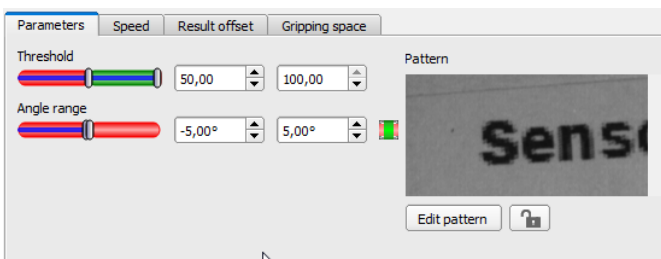 Parameters Speed Result offset Gripping space
Threshold Pattern
50,00 100,00
Angle range
-5,00° 5,00°
Senso
Edit pattern